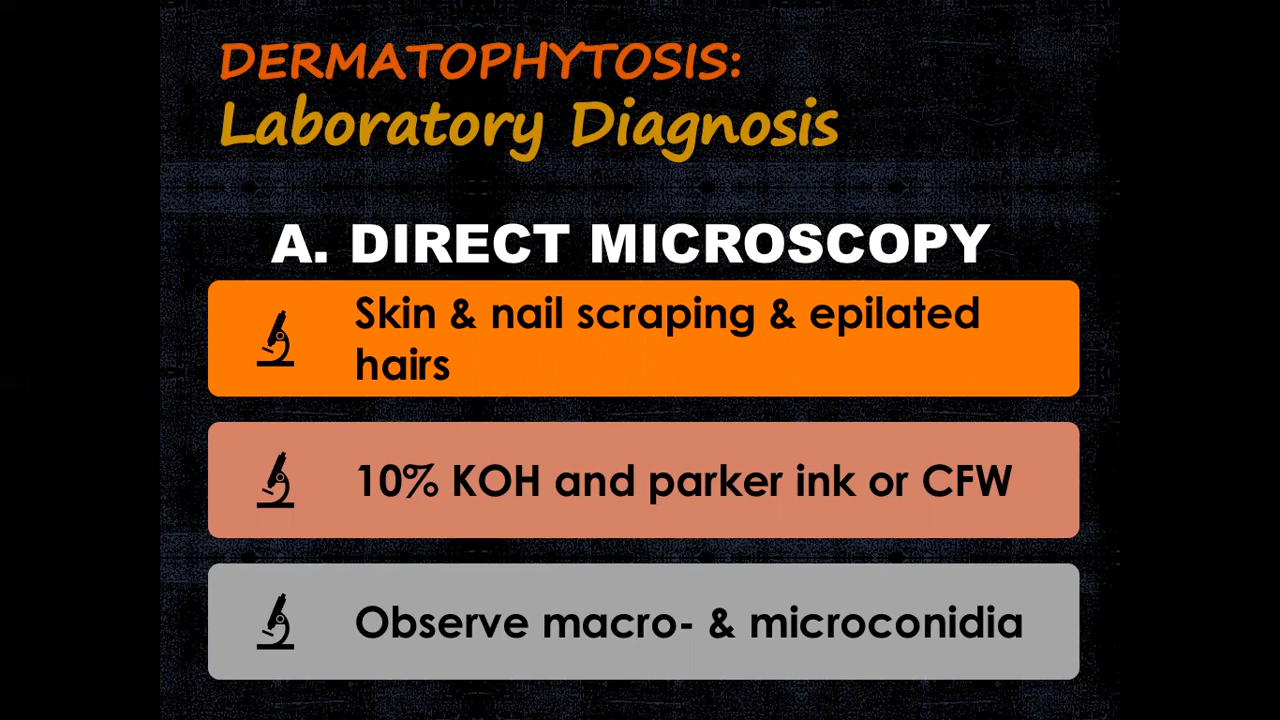 DERMATOPHYTOSIS:
Laboratory Diagnosis
A. DIRECT MICROSCOPY
Skin & nail scraping & epilated
hairs
10% KOH and parker ink or CFW
Observe macro- & microconidia